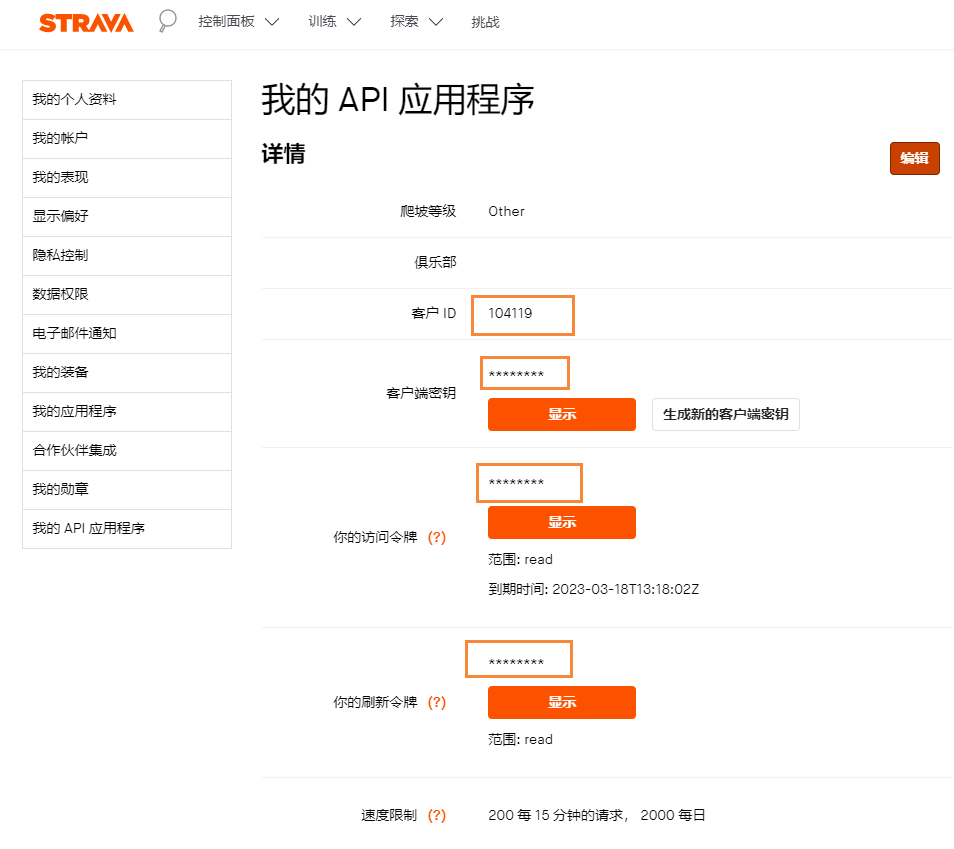 STRAVA 控制面板 训练 探索 挑战
我的个人资料
我的帐户
我的表现
显示偏好
隐私控制
数据权限
电子邮件通知
我的装备
我的应用程序
合作伙伴集成
我的勋章
我的 API 应用程序
我的 API 应用程序
详情
编辑
爬坡等级 Other
俱乐部
客户 ID 104119
客户端密钥 ********
显示 生成新的客户端密钥
你的访问令牌 (?) ********
显示
范围: read
到期时间: 2023-03-18T13:18:02Z
你的刷新令牌 (?) ********
显示
范围: read
速度限制 (?) 200 每 15 分钟的请求， 2000 每日